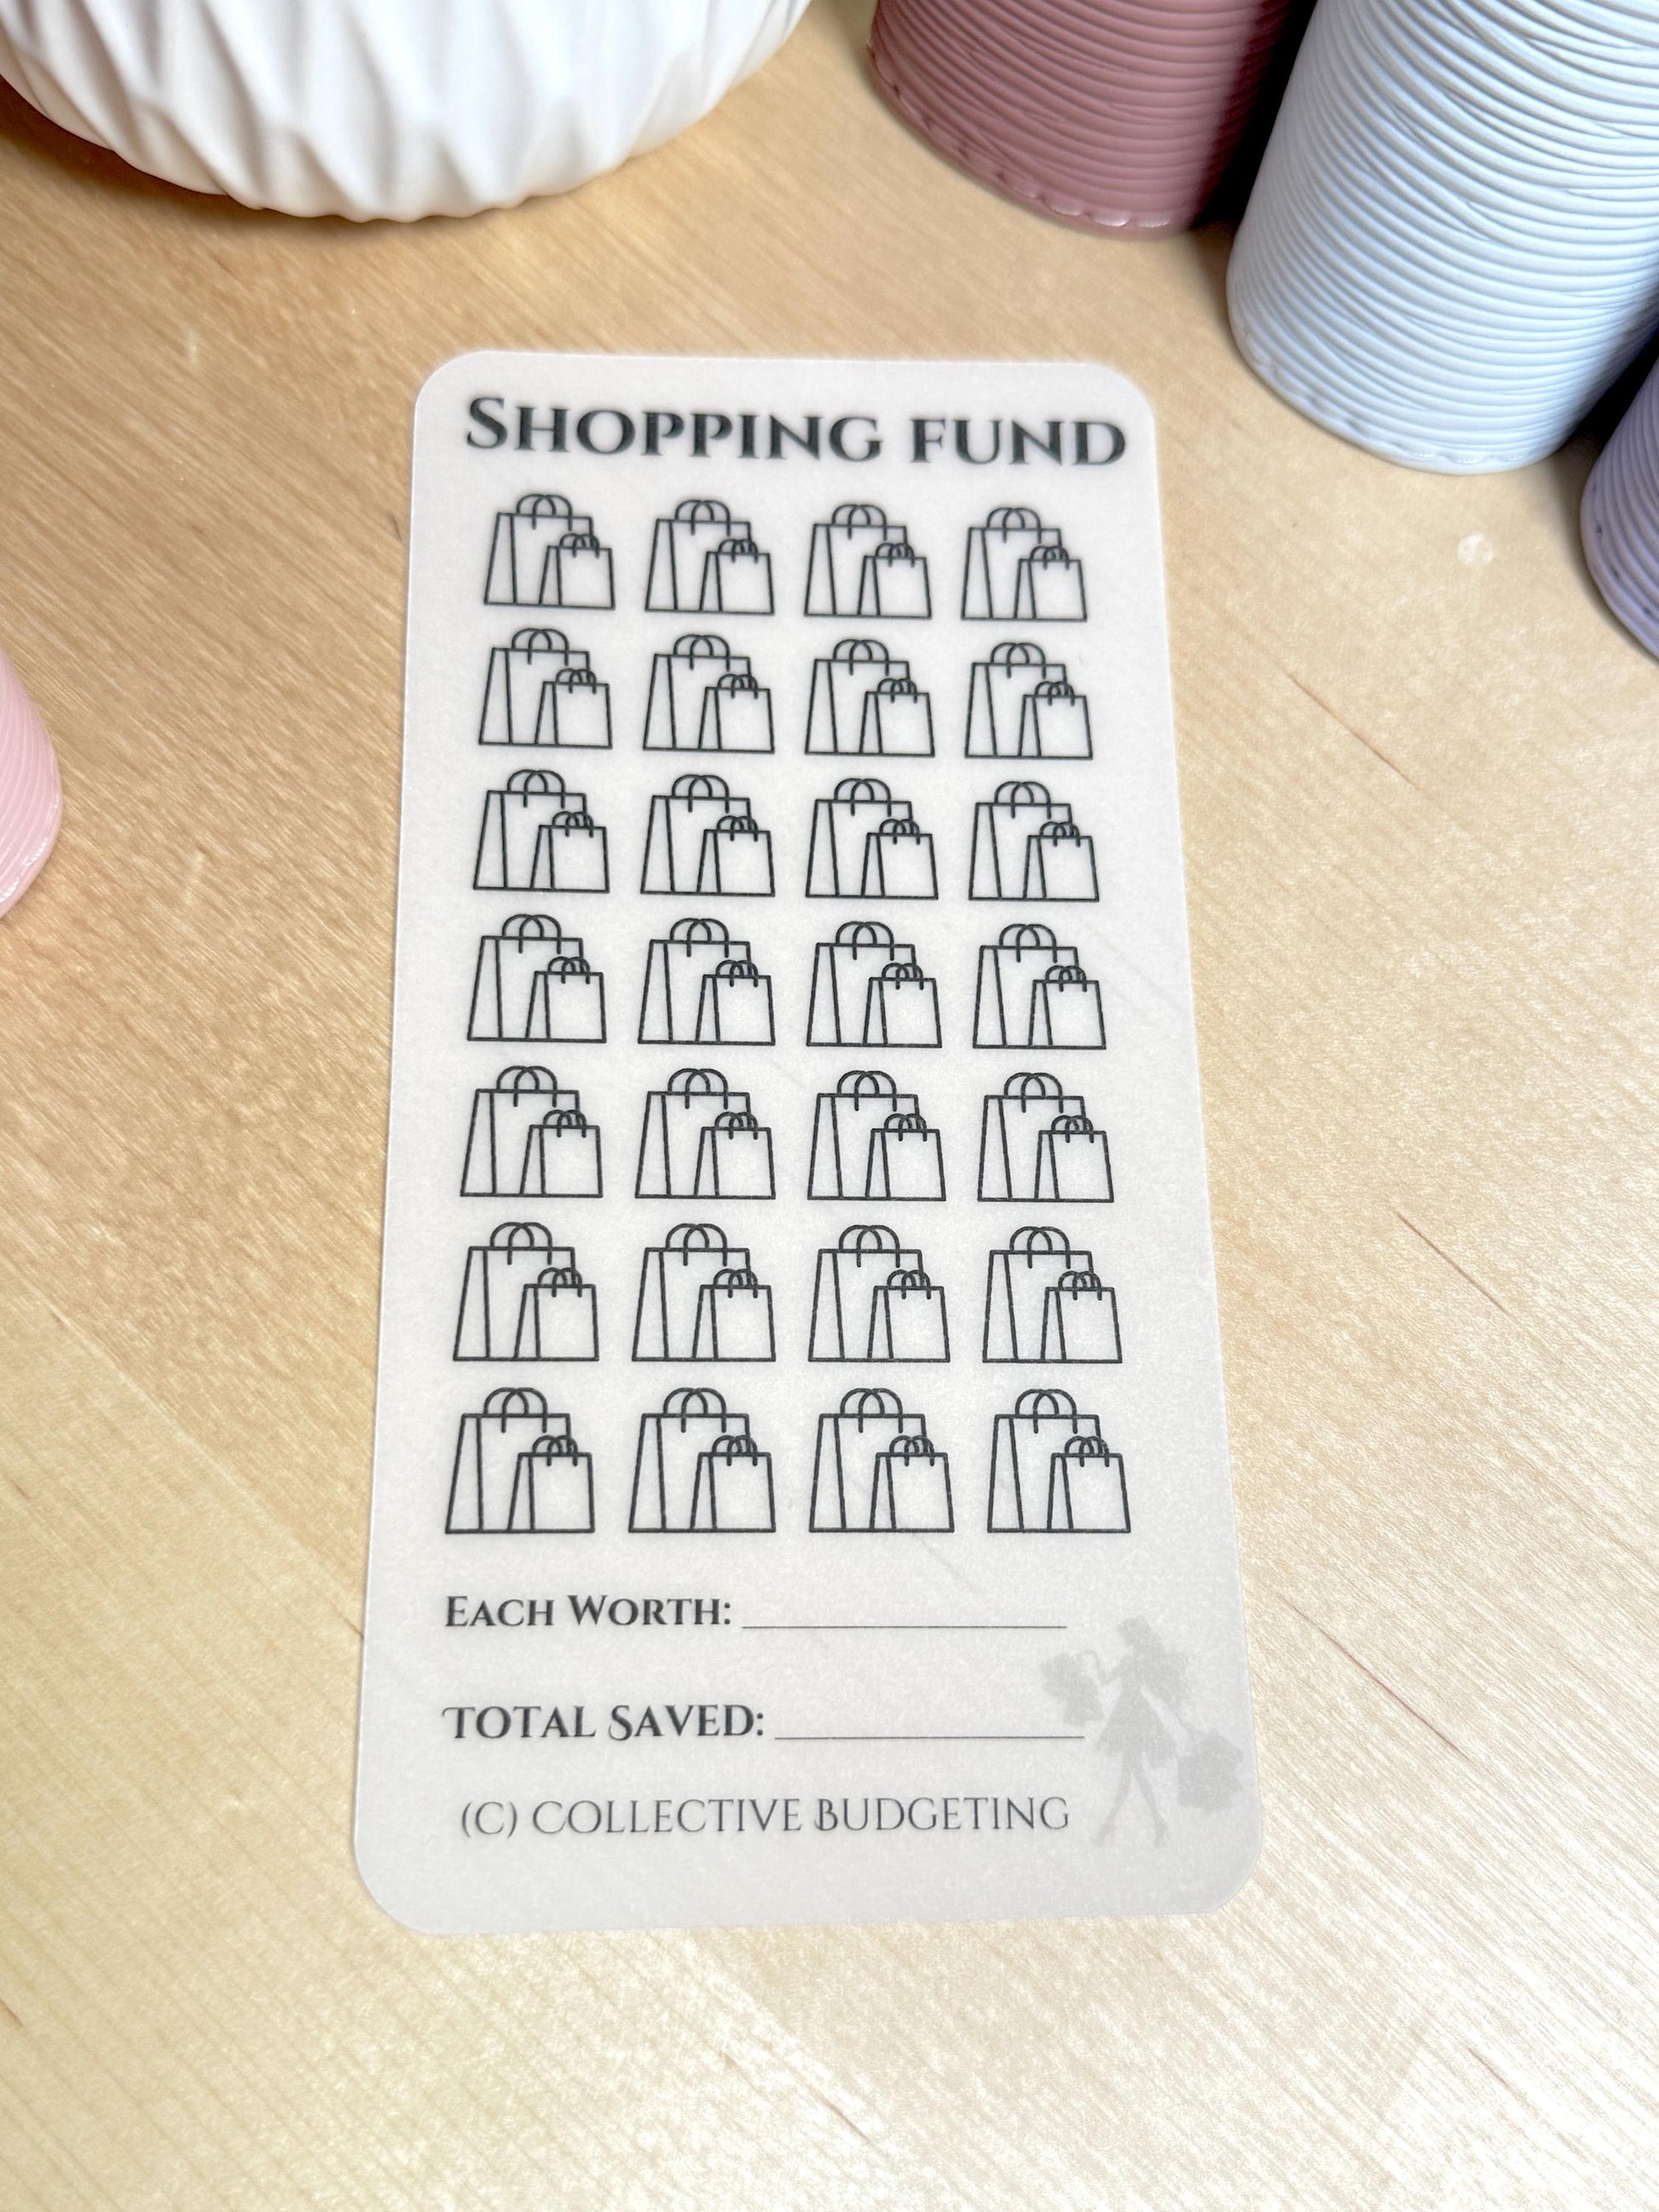 Shopping fund
Each Worth:
Total Saved:
(C) Collective Budgeting